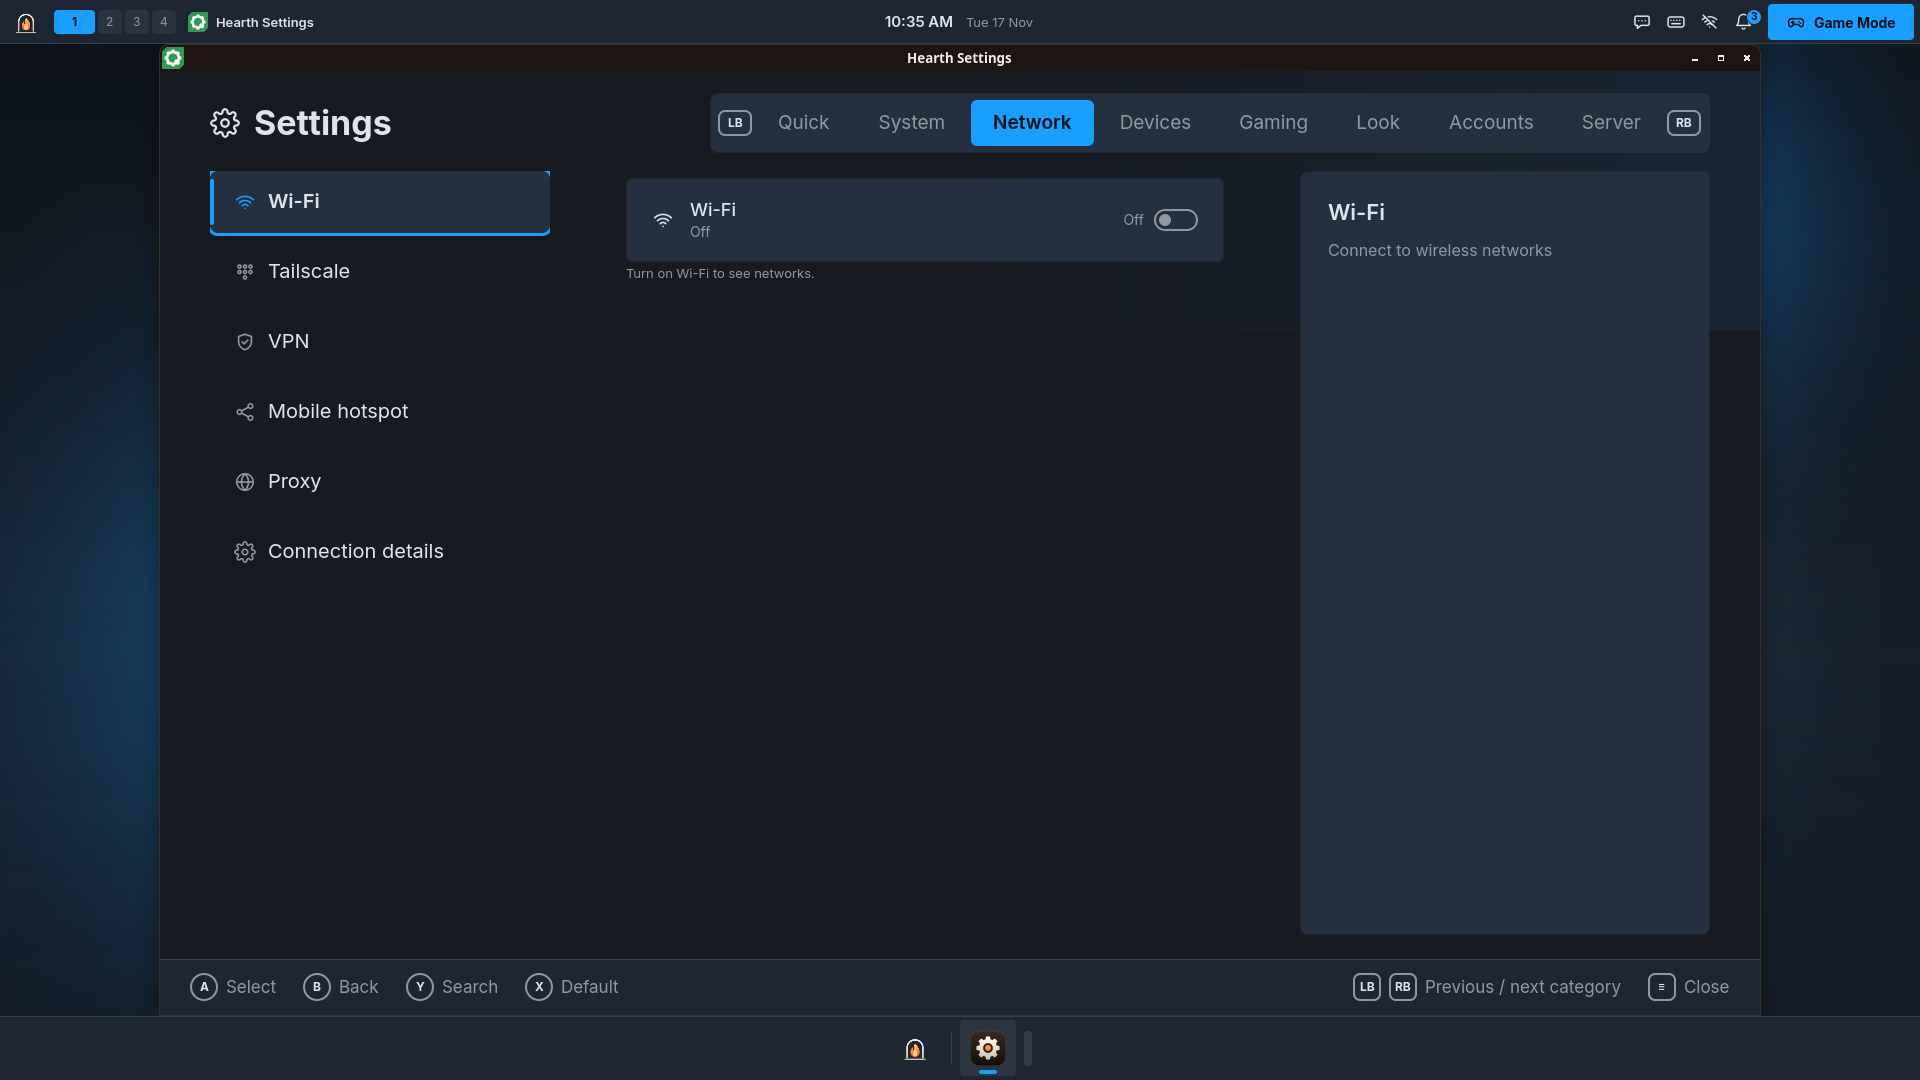 1 2 3 4 Hearth Settings 10:35 AM Tue 17 Nov 3 Game Mode
Hearth Settings
Settings
LB Quick System Network Devices Gaming Look Accounts Server RB
Wi-Fi
Tailscale
VPN
Mobile hotspot
Proxy
Connection details
Wi-Fi
Off
Off
Turn on Wi-Fi to see networks.
Wi-Fi
Connect to wireless networks
A Select B Back Y Search X Default LB RB Previous / next category ≡ Close